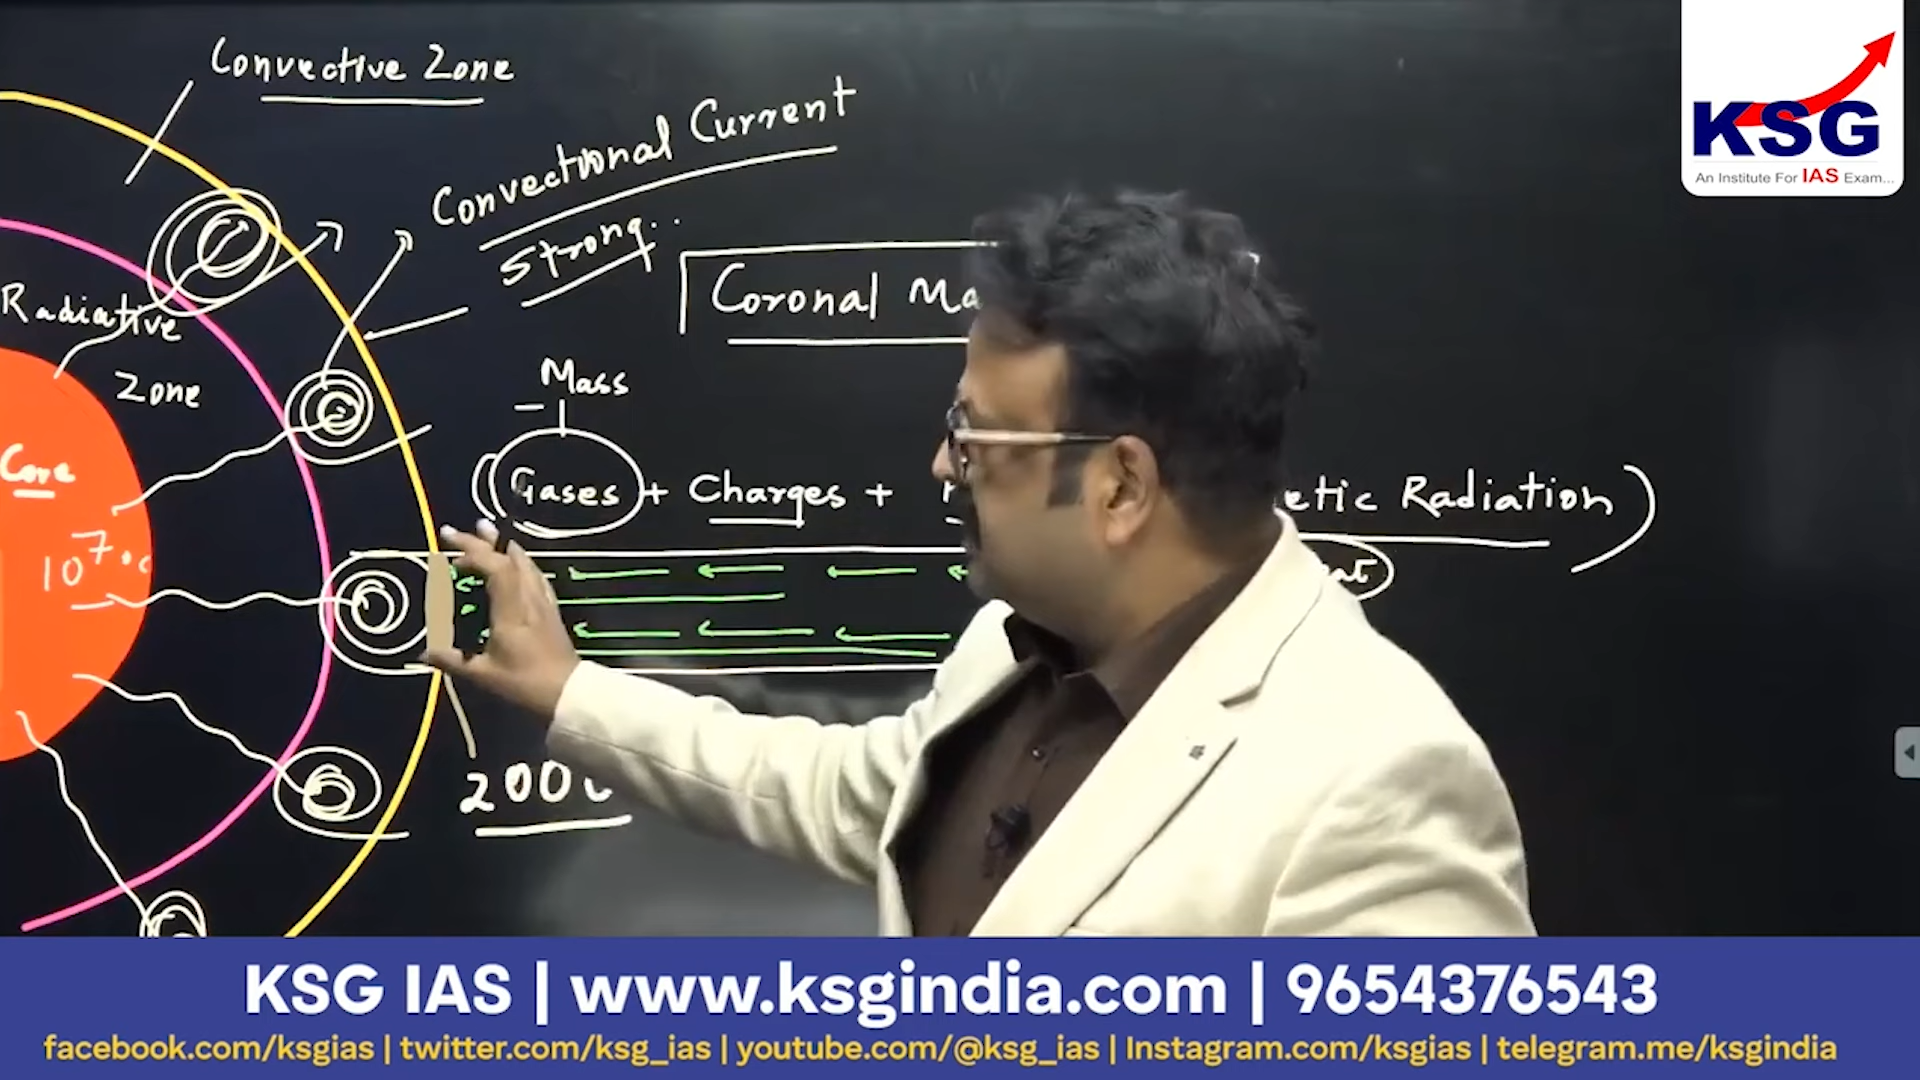 Convective Zone
Convectional Current
Strong..
KSG
An Institute For IAS Exam...
Radiative
Zone
Coronal Ma
Mass
Core
(Gases + Charges + etic Radiation)
10⁷°c
200
KSG IAS | www.ksgindia.com | 9654376543
facebook.com/ksgias | twitter.com/ksg_ias | youtube.com/@ksg_ias | Instagram.com/ksgias | telegram.me/ksgindia